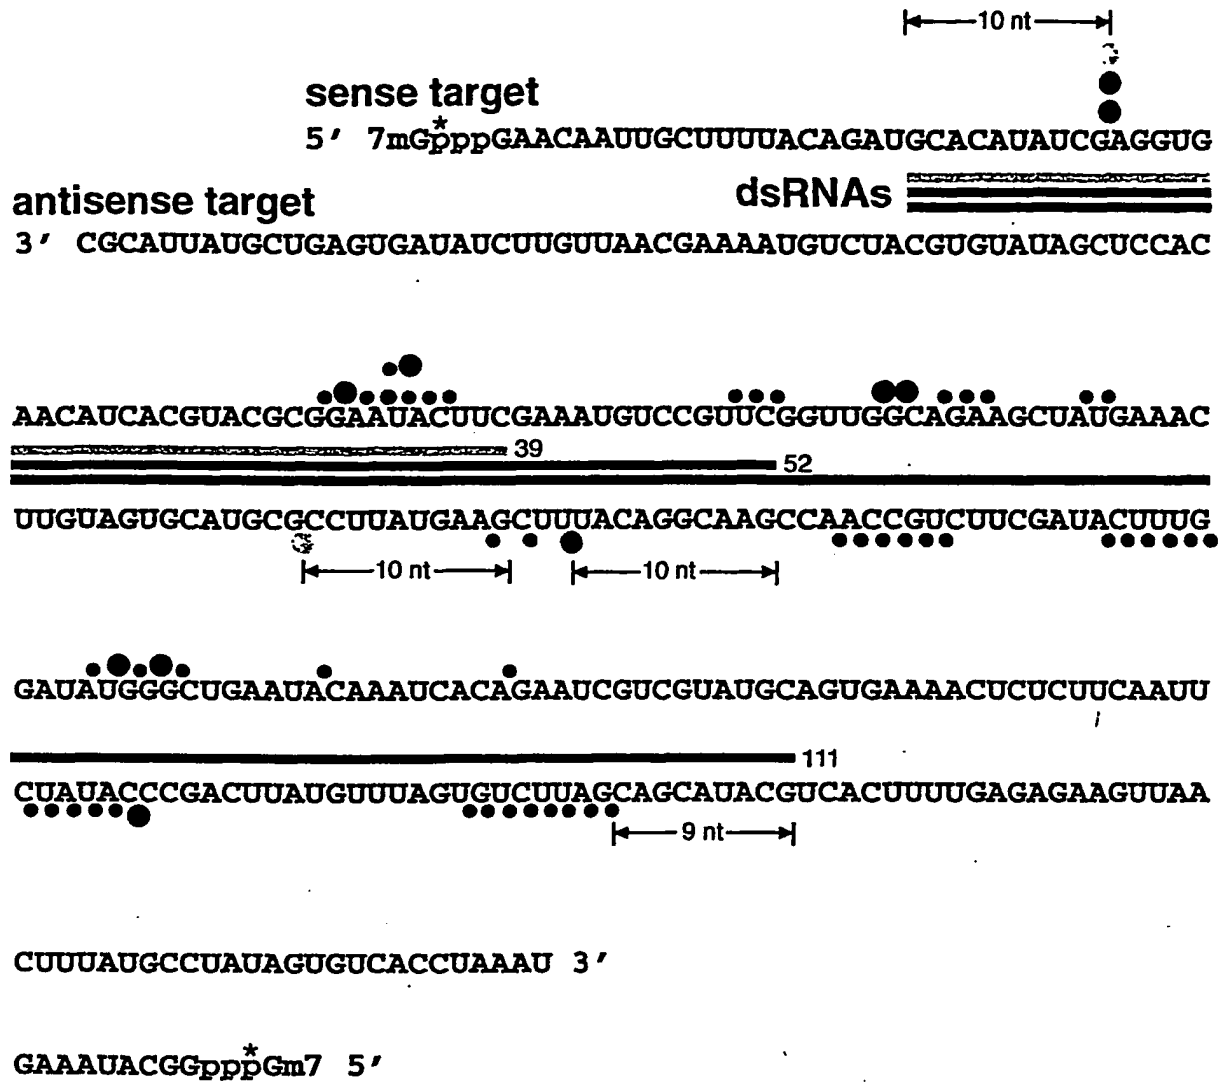 10 nt
sense target
*
5′ 7mGpppGAACAAUUGCUUUUACAGAUGCACAUAUCGAGGUG
dsRNAs
antisense target
3′ CGCAUUAUGCUGAGUGAUAUCUUGUUAACGAAAAUGUCUACGUGUAUAGCUCCAC
AACAUCACGUACGCGGAAUACUUCGAAAUGUCCGUUCGGUUGGCAGAAGCUAUGAAAC
39
52
UUGUAGUGCAUGCGCCUUAUGAAGCUUUACAGGCAAGCCAACCGUCUUCGAUACUUUG
10 nt
10 nt
GAUAUGGGCUGAAUACAAAUCACAGAAUCGUCGUAUGCAGUGAAAACUCUCUUCAAUU
111
CUAUACCCGACUUAUGUUUAGUGUCUUAGCAGCAUACGUCACUUUUGAGAGAAGUUAA
9 nt
CUUUAUGCCUAUAGUGUCACCUAAAU 3′
*
GAAAUACGGpppGm7 5′